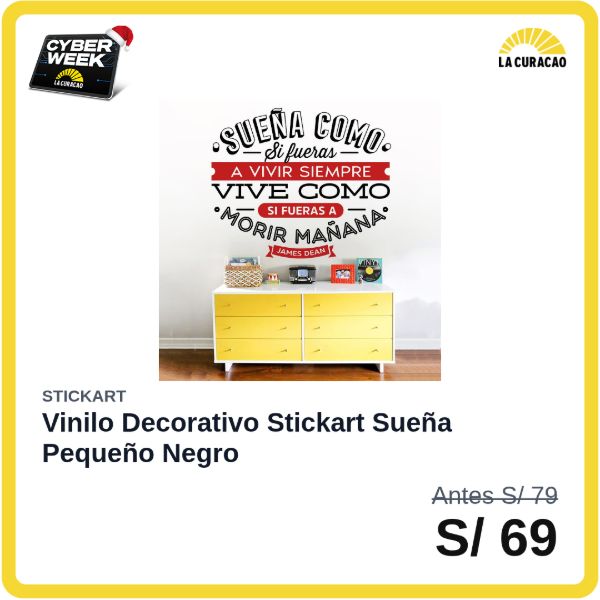 CYBER
WEEK
LA CURACAO
LA CURACAO
SUEÑA COMO
Si fueras
A VIVIR SIEMPRE
VIVE COMO
SI FUERAS A
MORIR MAÑANA
JAMES DEAN
STICKART
Vinilo Decorativo Stickart Sueña
Pequeño Negro
Antes S/ 79
S/ 69